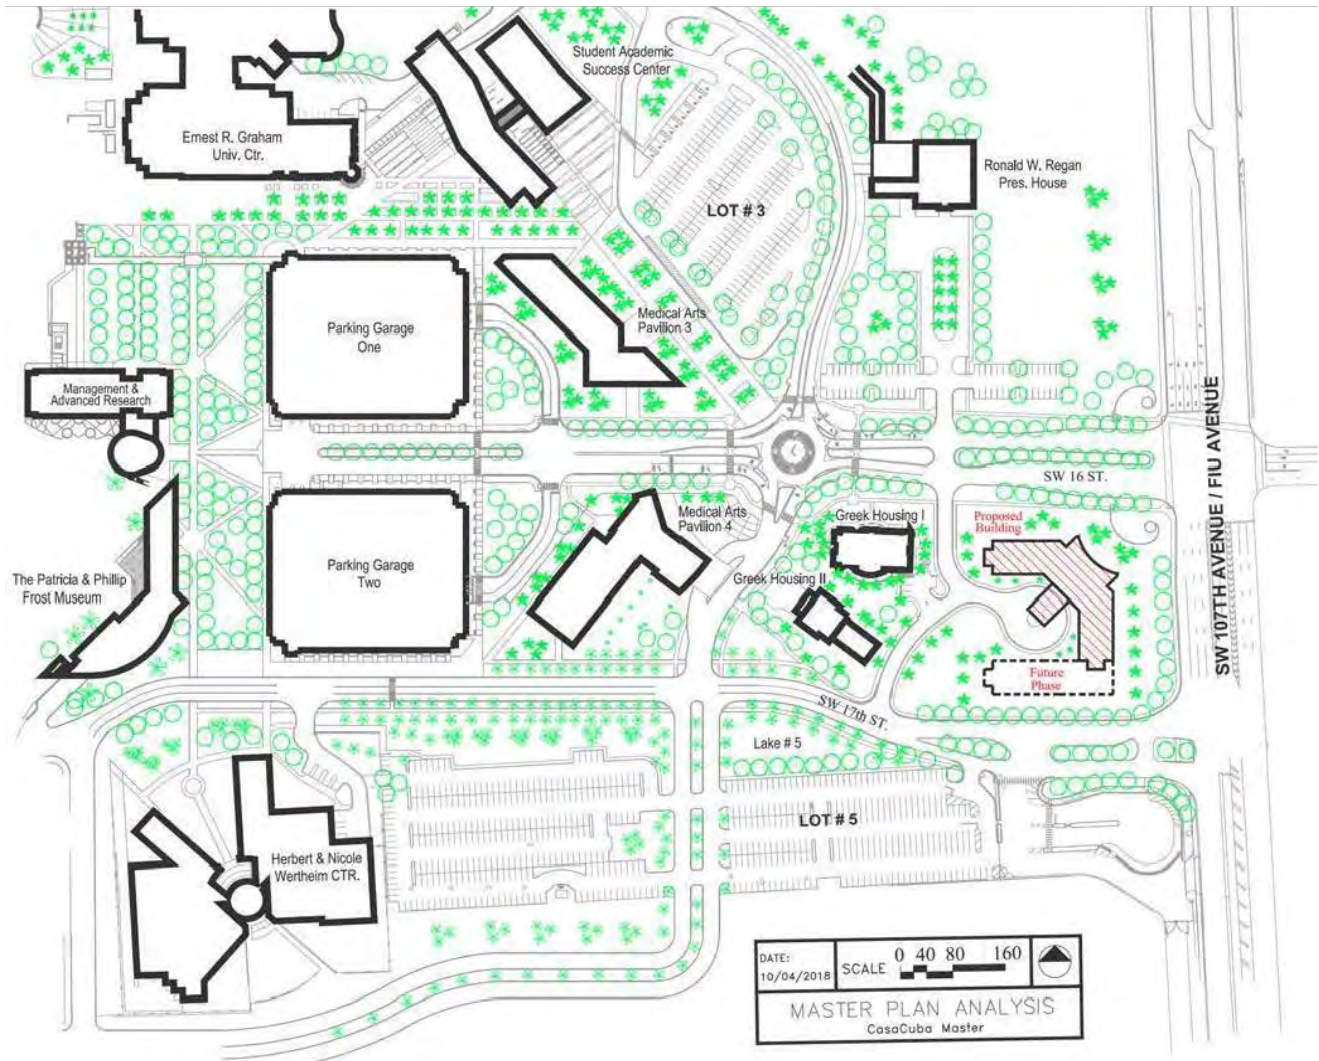 Student Academic
Success Center
Ernest R. Graham
Univ. Ctr.
Ronald W. Regan
Pres. House
LOT # 3
Medical Arts
Pavilion 3
Parking Garage
One
Management &
Advanced Research
SW 107TH AVENUE / FIU AVENUE
SW 16 ST.
Medical Arts
Pavilion 4
Greek Housing I
Proposed
Building
The Patricia & Phillip
Frost Museum
Parking Garage
Two
Greek Housing II
Future
Phase
SW 17th ST.
Lake # 5
LOT # 5
Herbert & Nicole
Wertheim CTR.
DATE:
10/04/2018
SCALE
0 40 80 160
MASTER PLAN ANALYSIS
CasaCuba Master